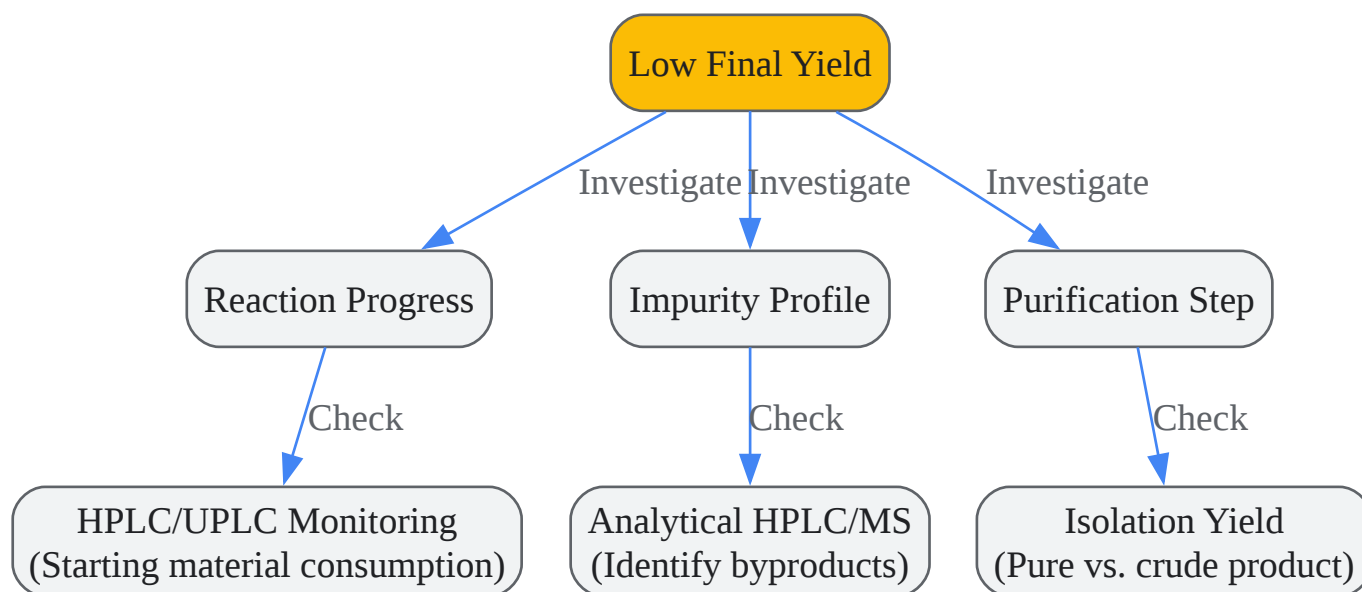 Low Final Yield
Investigate
Investigate
Investigate
Reaction Progress
Impurity Profile
Purification Step
Check
Check
Check
HPLC/UPLC Monitoring
(Starting material consumption)
Analytical HPLC/MS
(Identify byproducts)
Isolation Yield
(Pure vs. crude product)